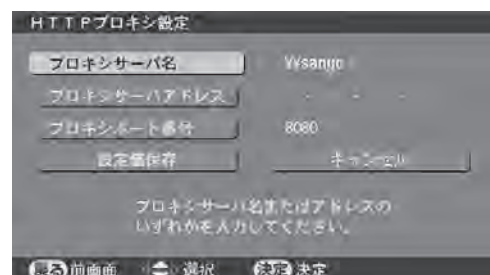 HTTPプロキシ設定
プロキシサーバ名
プロキシサーバアドレス . . .
プロキシポート番号 8080
設定値保存 キャンセル
プロキシサーバ名またはアドレスの
いずれかを入力してください。
戻る 前画面 選択 決定 決定